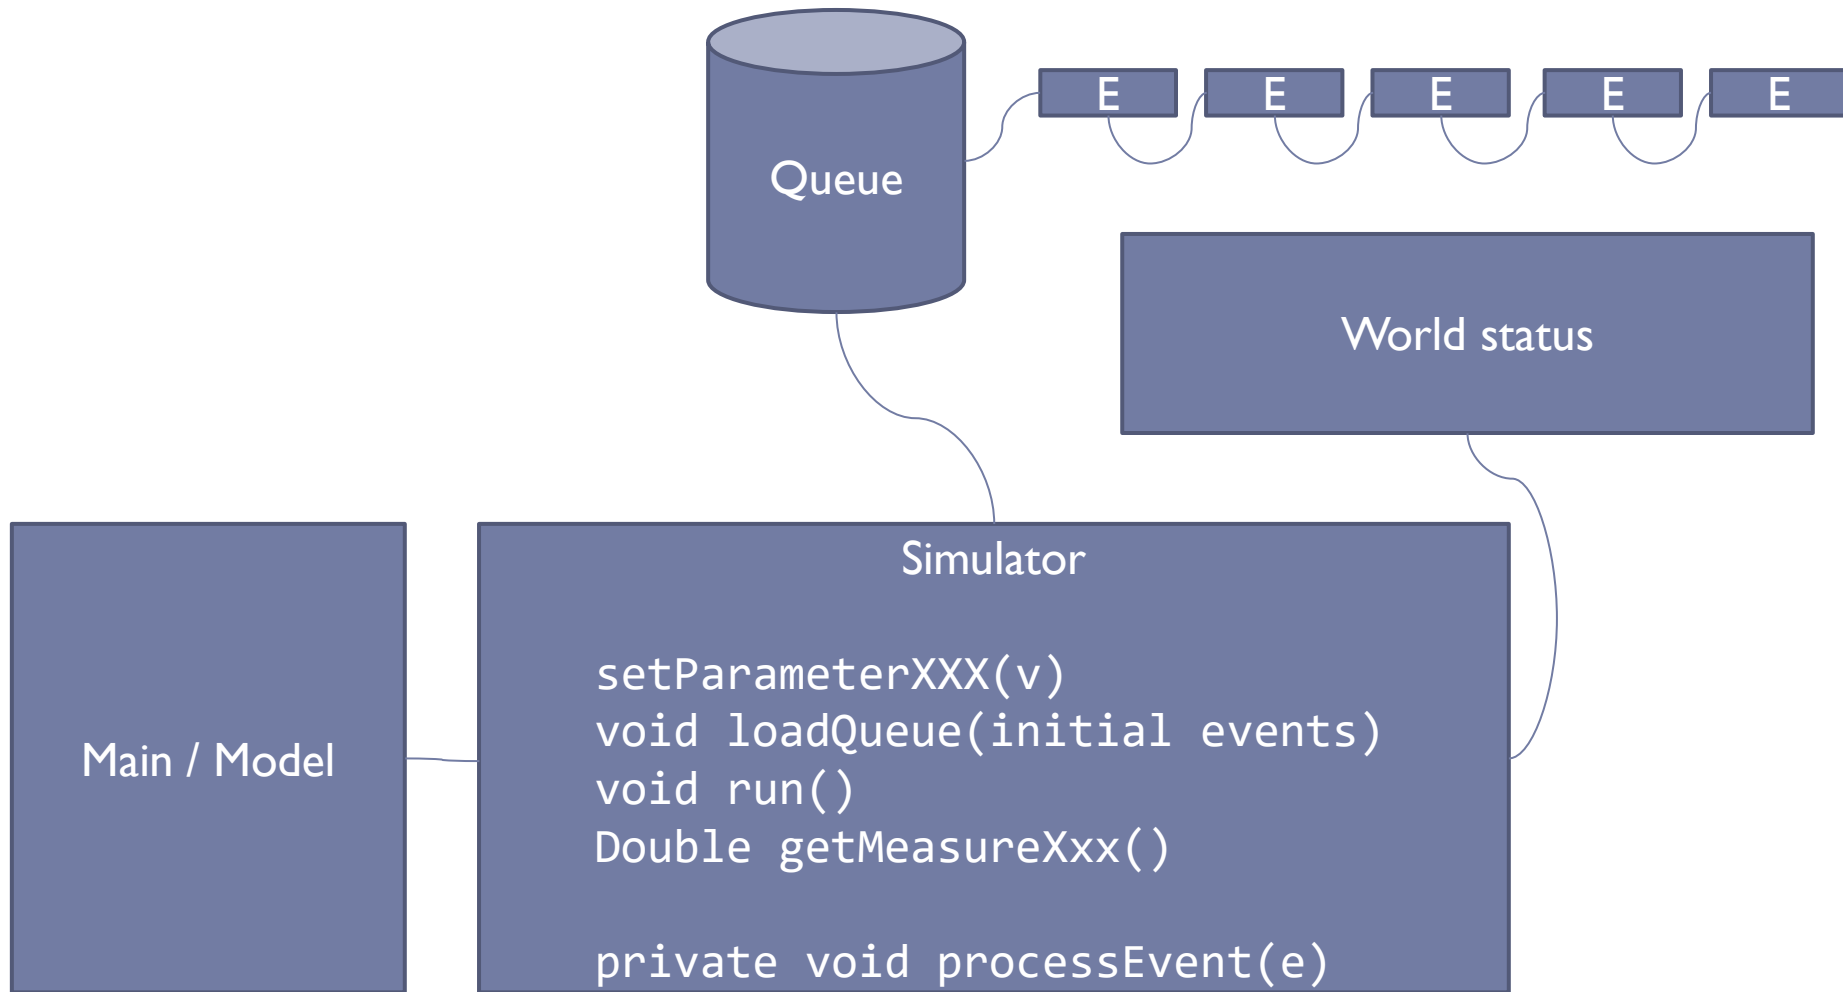 E E E E E
Queue
World status
Main / Model
Simulator
setParameterXXX(v)
void loadQueue(initial events)
void run()
Double getMeasureXxx()
private void processEvent(e)